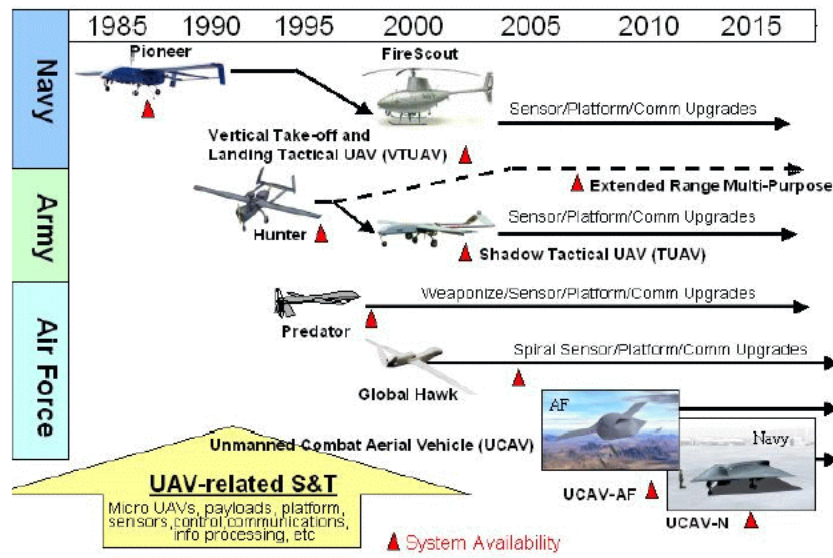 1985 1990 1995 2000 2005 2010 2015
Navy
Pioneer
FireScout
Sensor/Platform/Comm Upgrades
Vertical Take-off and
Landing Tactical UAV (VTUAV)
Army
Extended Range Multi-Purpose
Hunter
Sensor/Platform/Comm Upgrades
Shadow Tactical UAV (TUAV)
Air Force
Weaponize/Sensor/Platform/Comm Upgrades
Predator
Spiral Sensor/Platform/Comm Upgrades
Global Hawk
AF
Unmanned Combat Aerial Vehicle (UCAV)
Navy
UCAV-AF
UCAV-N
UAV-related S&T
Micro UAVs, payloads, platform,
sensors,control,communications,
info processing, etc
System Availability